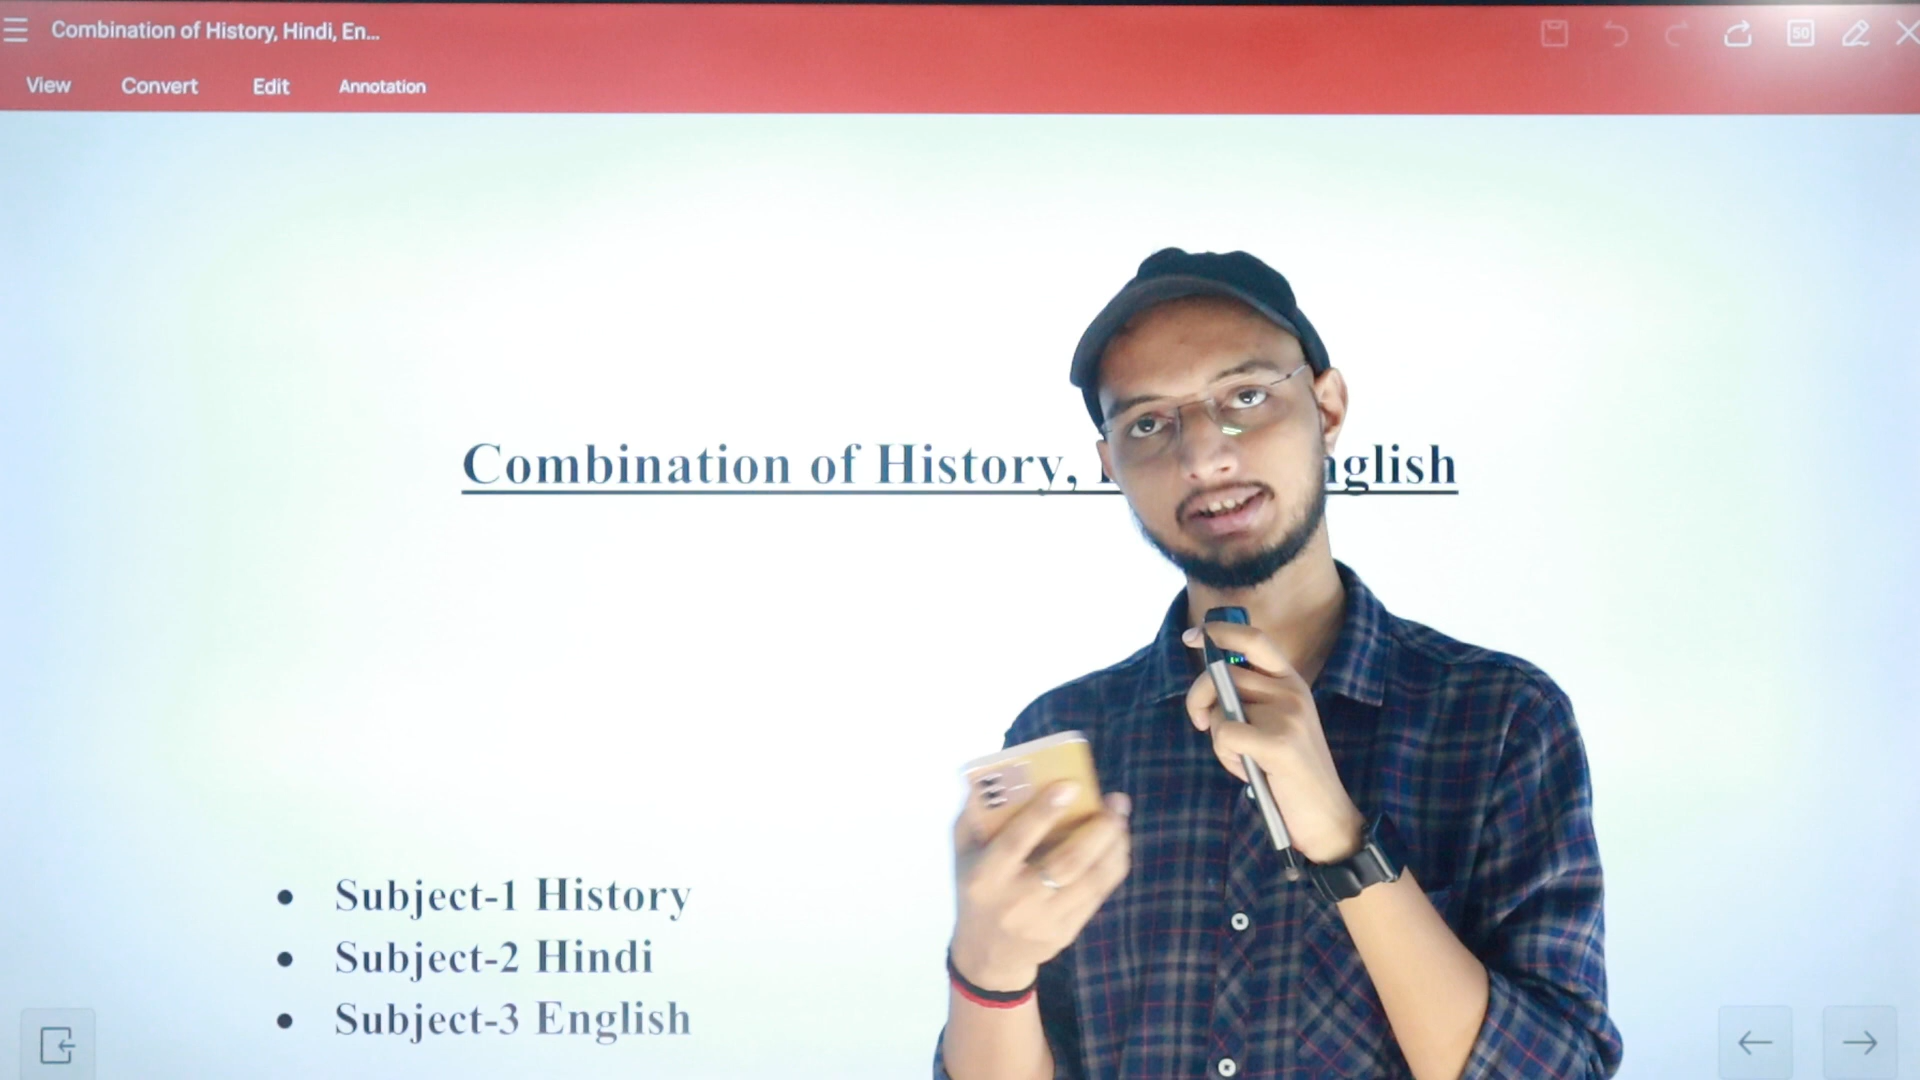 Combination of History, Hindi, En...
50
View Convert Edit Annotation
Combination of History,
Subject-1 History
Subject-2 Hindi
Subject-3 English